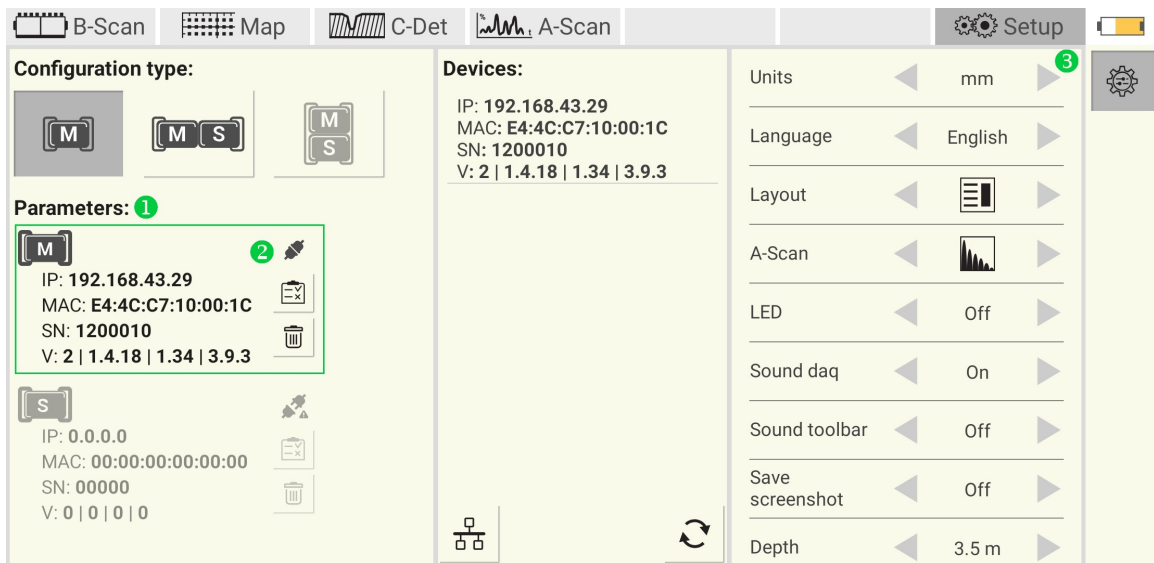 B-Scan
Map
C-Det
A-Scan
Setup
Configuration type:
M
M S
M
S
Parameters: 1
M
2
IP: 192.168.43.29
MAC: E4:4C:C7:10:00:1C
SN: 1200010
V: 2 | 1.4.18 | 1.34 | 3.9.3
S
IP: 0.0.0.0
MAC: 00:00:00:00:00:00
SN: 00000
V: 0 | 0 | 0 | 0
Devices:
IP: 192.168.43.29
MAC: E4:4C:C7:10:00:1C
SN: 1200010
V: 2 | 1.4.18 | 1.34 | 3.9.3
3
Units mm
Language English
Layout
A-Scan
LED Off
Sound daq On
Sound toolbar Off
Save
screenshot Off
Depth 3.5 m